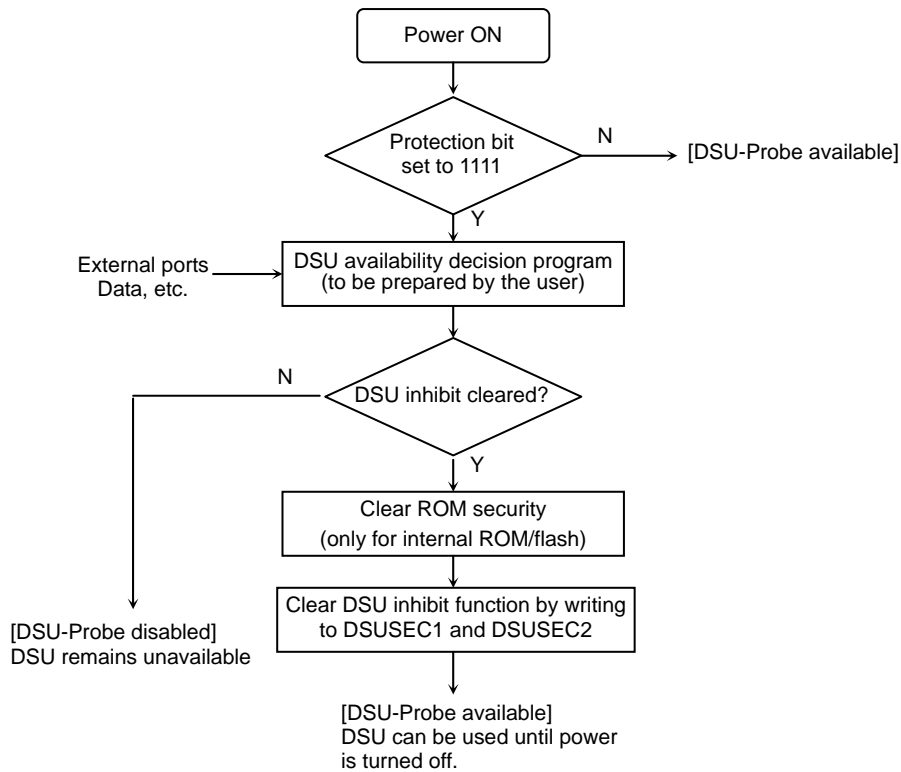 Power ON
Protection bit
set to 1111
N
[DSU-Probe available]
Y
External ports
Data, etc.
DSU availability decision program
(to be prepared by the user)
N
DSU inhibit cleared?
Y
Clear ROM security
(only for internal ROM/flash)
Clear DSU inhibit function by writing
to DSUSEC1 and DSUSEC2
[DSU-Probe disabled]
DSU remains unavailable
[DSU-Probe available]
DSU can be used until power
is turned off.